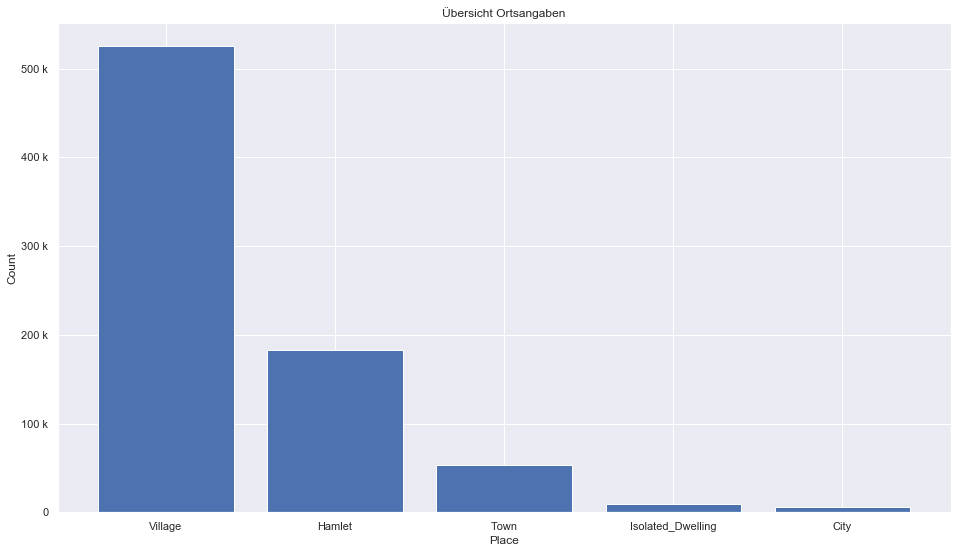 Übersicht Ortsangaben
500 k
400 k
300 k
200 k
100 k
0
Count
Village
Hamlet
Town
Isolated_Dwelling
City
Place